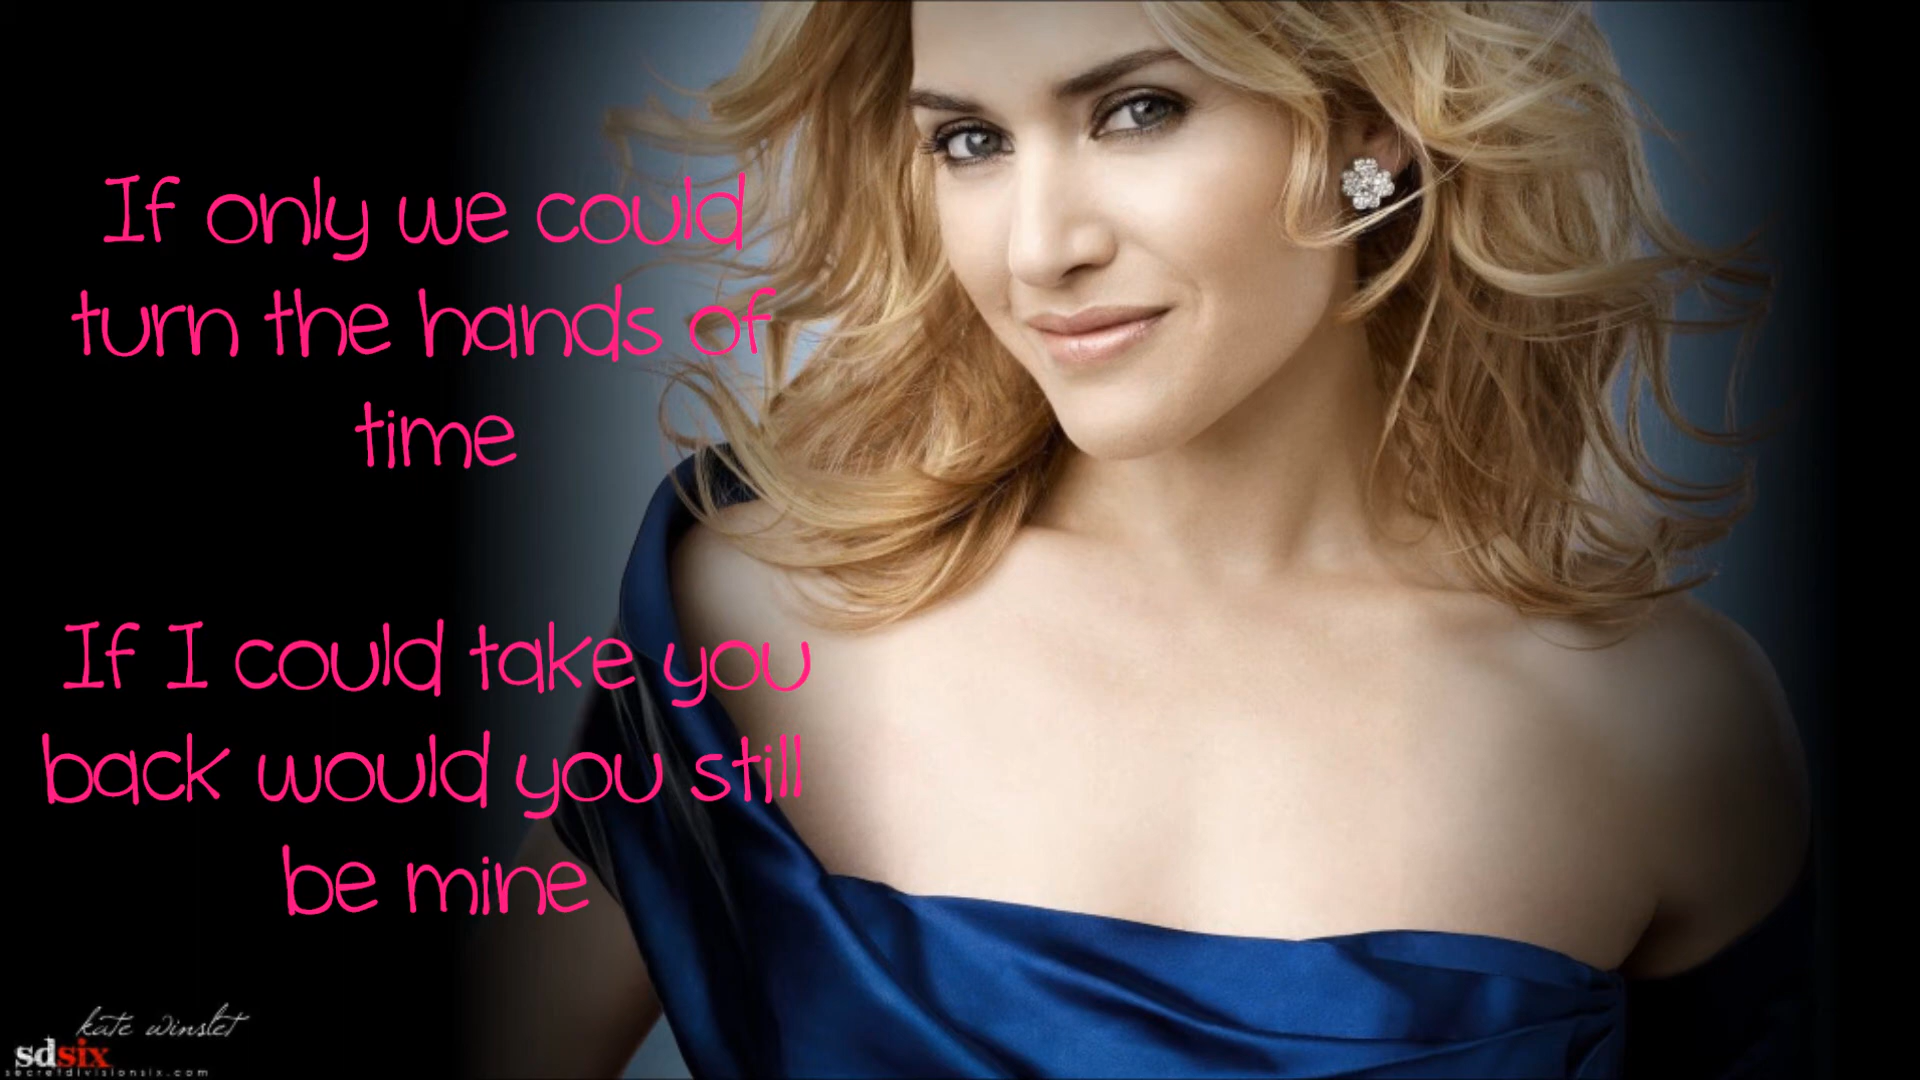 If only we could
turn the hands of
time
If I could take you
back would you still
be mine
kate winslet
sdsix
secretdivisionsix.com